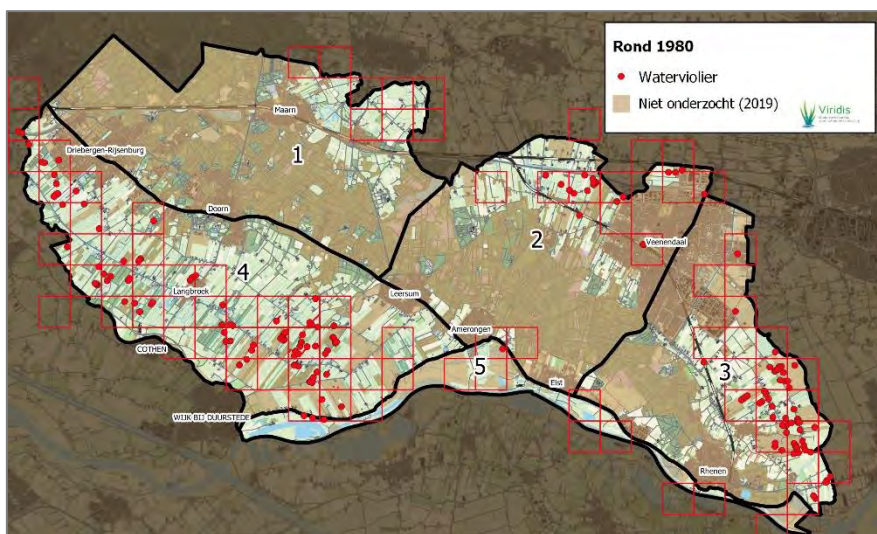 Rond 1980
Waterviolier
Niet onderzocht (2019)
Viridis
Maarn
1
Driebergen-Rijsenburg
Doorn
2
Veenendaal
4
Langbroek
Leersum
COTHEN
Amerongen
5
Elst
3
WIJK BIJ DUURSTEDE
Rhenen